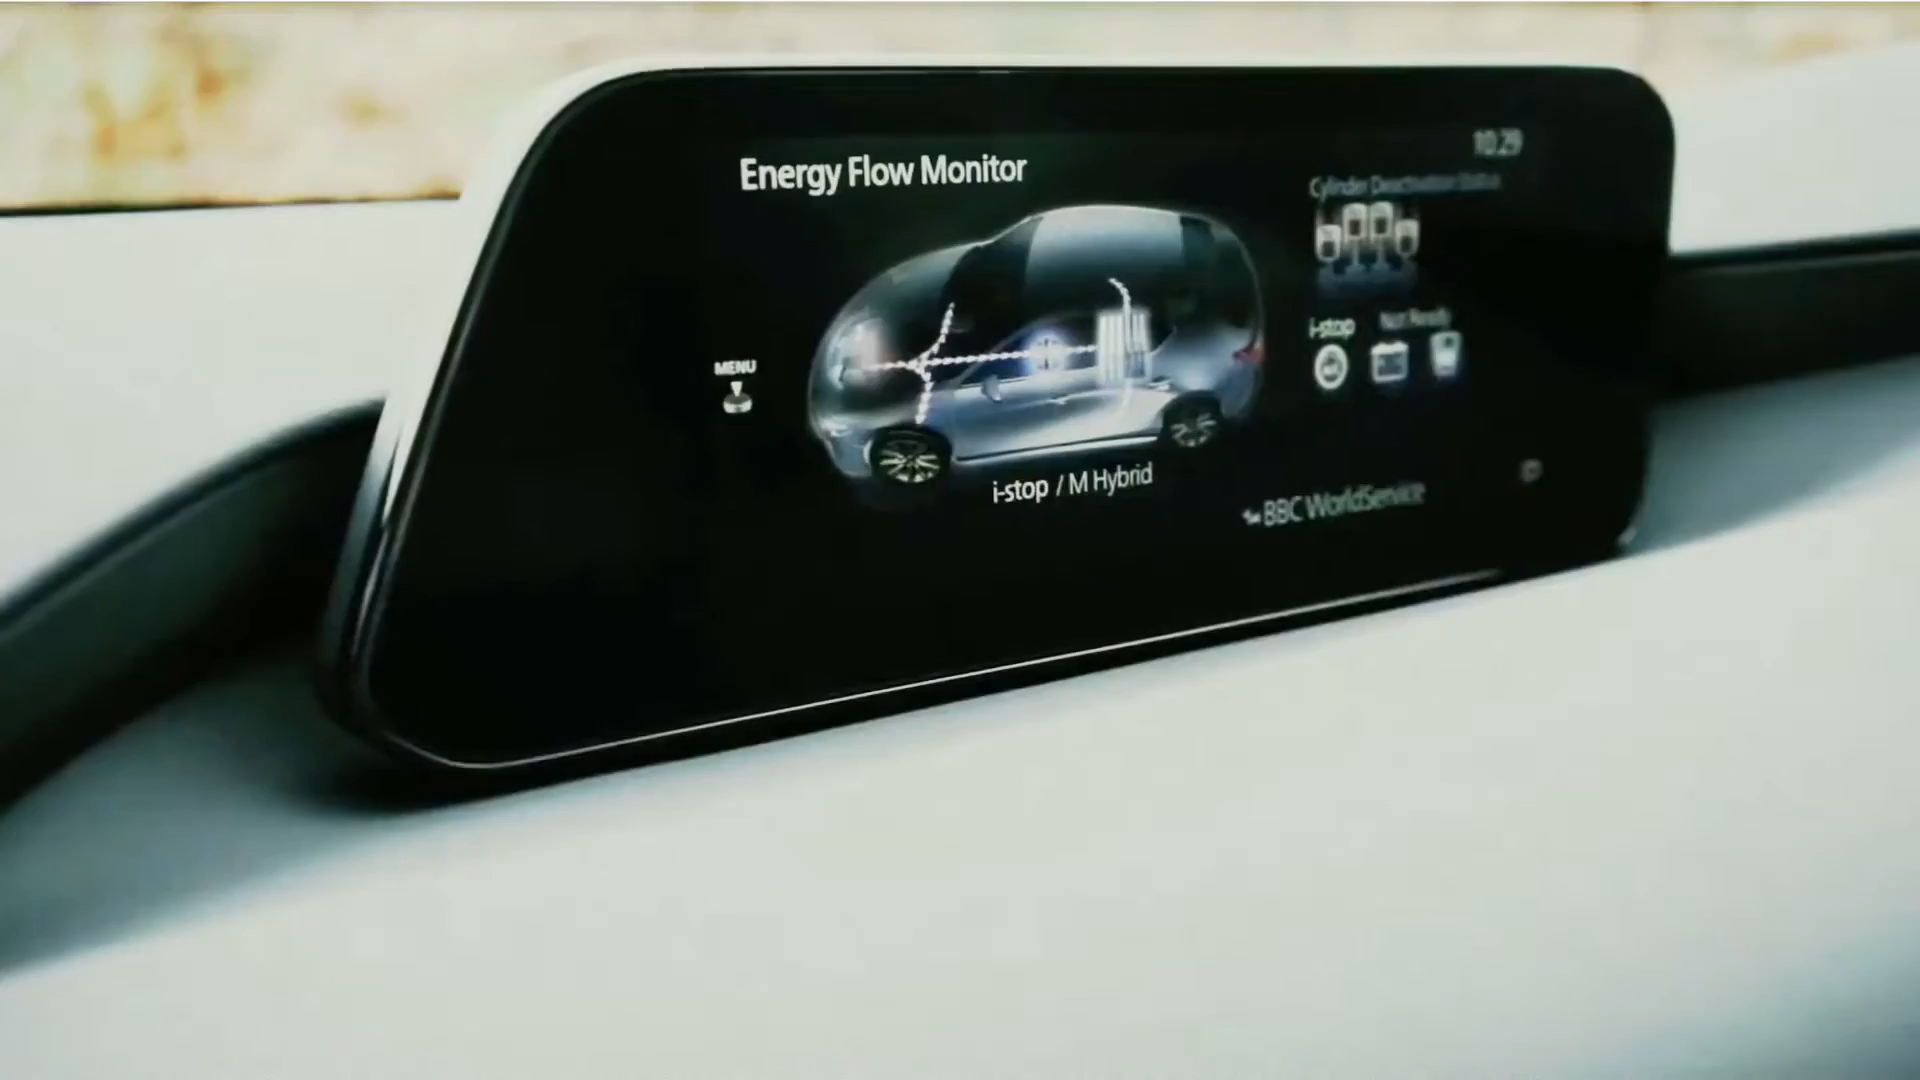 10:29
Energy Flow Monitor
Cylinder Deactivation Status
i-stop Not Ready
MENU
i-stop / M Hybrid
BBC WorldService